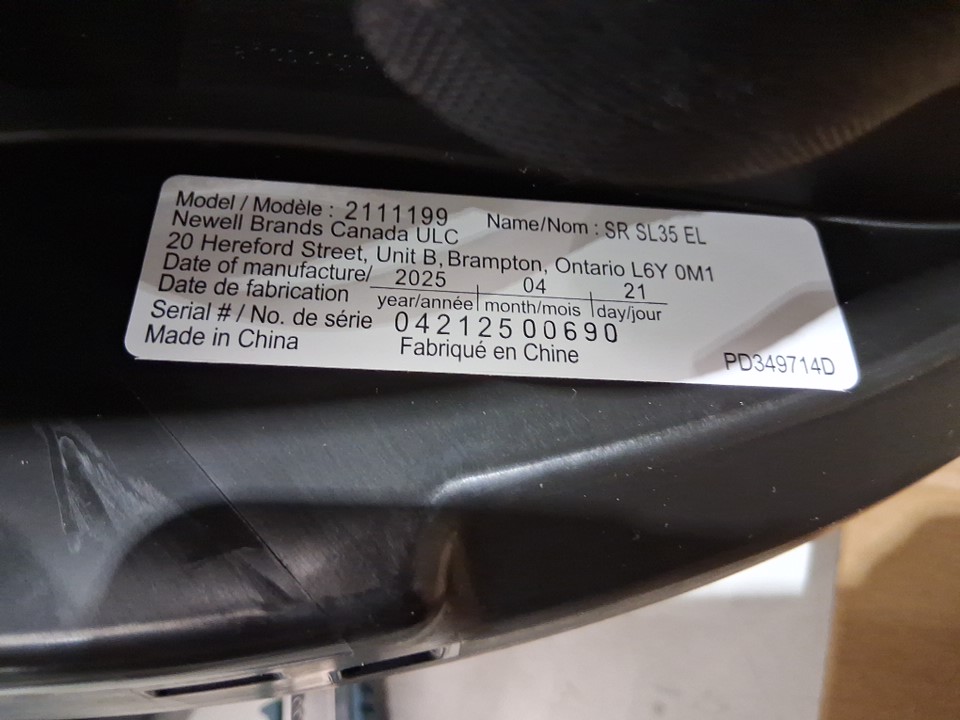 Model / Modèle : 2111199 Name/Nom : SR SL35 EL
Newell Brands Canada ULC
20 Hereford Street, Unit B, Brampton, Ontario L6Y 0M1
Date of manufacture/ 2025 04 21
Date de fabrication year/année month/mois day/jour
Serial # / No. de série 04212500690
Made in China Fabriqué en Chine PD349714D